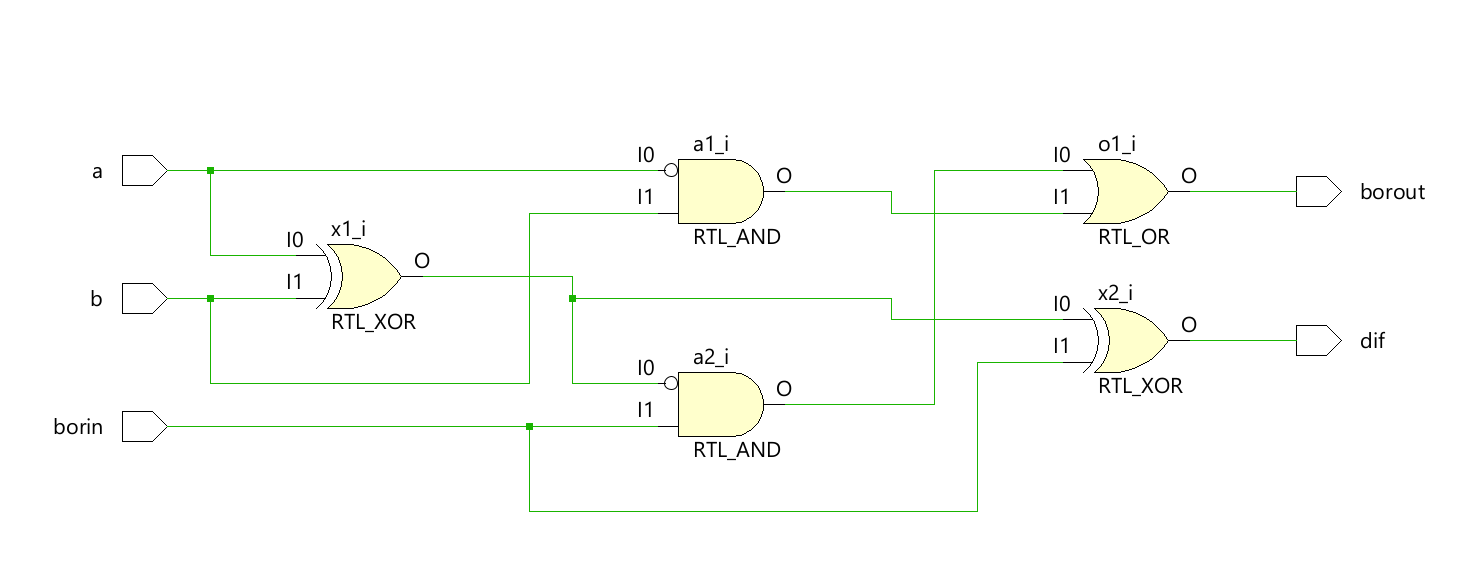 a
b
borin
x1_i
I0
I1
O
RTL_XOR
a1_i
I0
I1
O
RTL_AND
a2_i
I0
I1
O
RTL_AND
o1_i
I0
I1
O
RTL_OR
x2_i
I0
I1
O
RTL_XOR
borout
dif